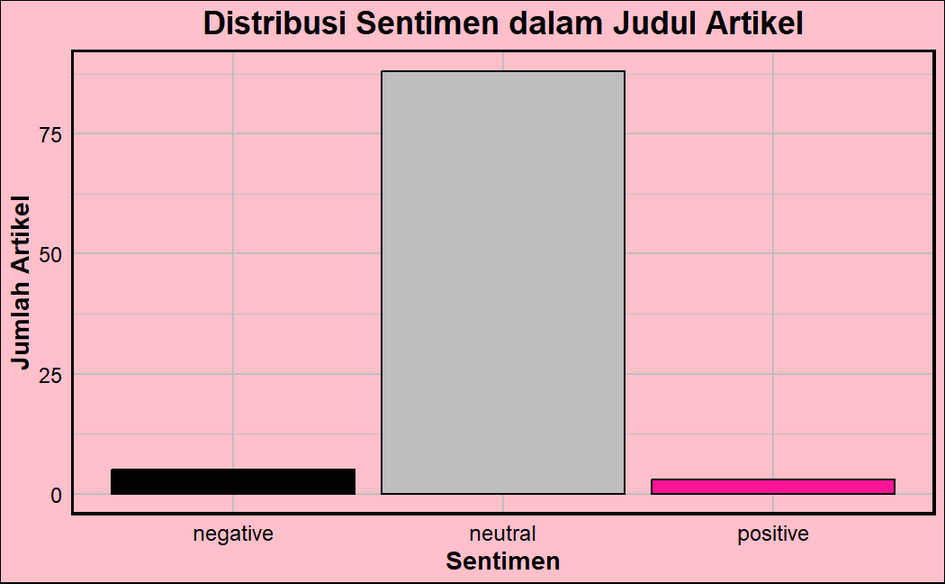 Distribusi Sentimen dalam Judul Artikel
Jumlah Artikel
75
50
25
0
negative neutral positive
Sentimen